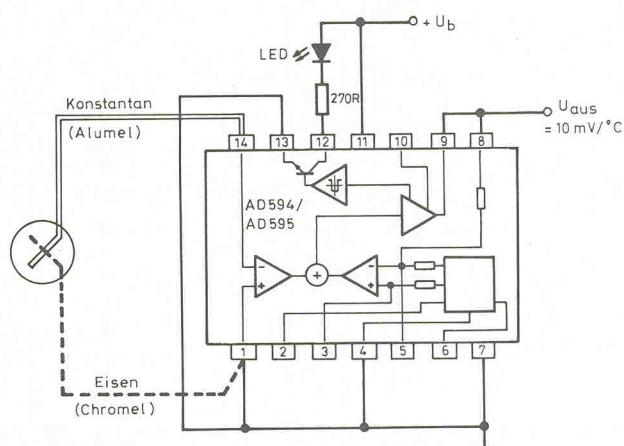 + Ub
LED
270R
Konstantan
(Alumel)
Uaus
= 10 mV/°C
14 13 12 11 10 9 8
AD594/
AD595
+
-
-
+
+
1 2 3 4 5 6 7
Eisen
(Chromel)